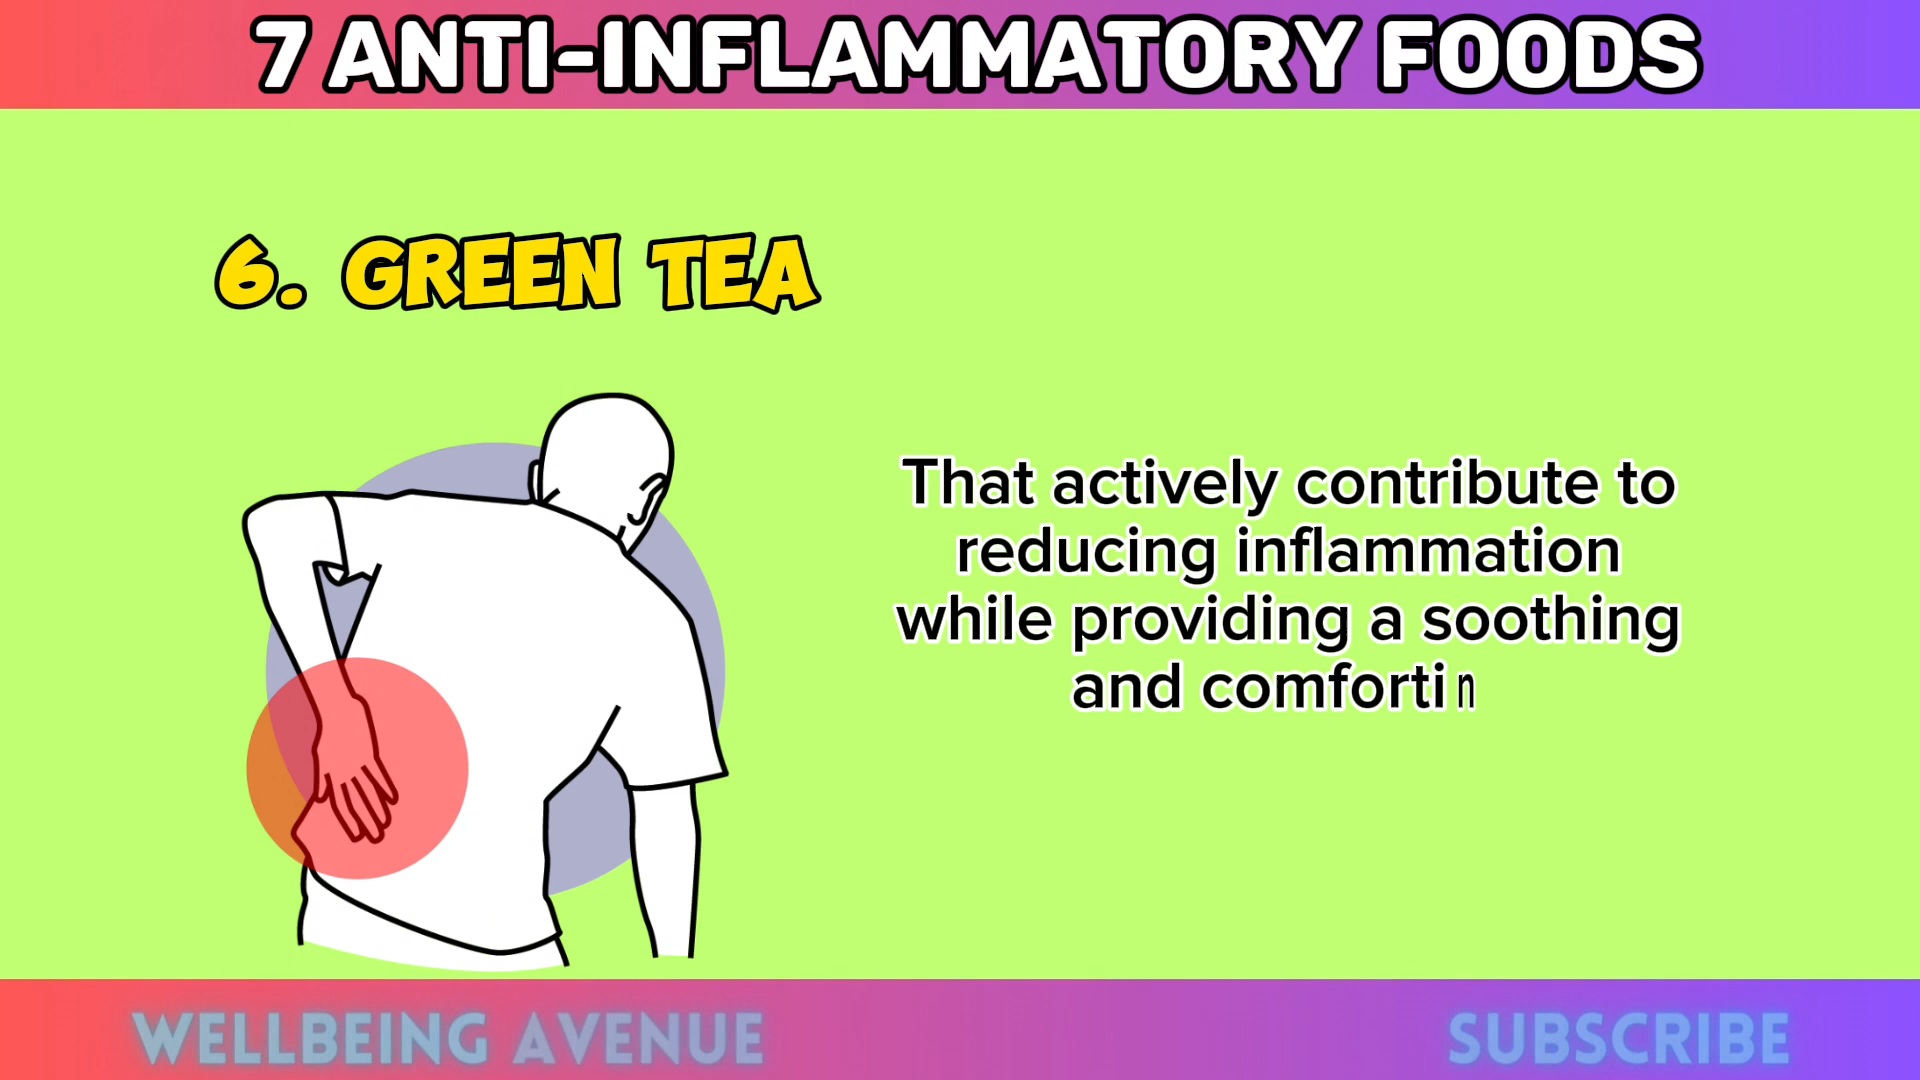 7 ANTI-INFLAMMATORY FOODS
6. GREEN TEA
That actively contribute to
reducing inflammation
while providing a soothing
and comfortin
WELLBEING AVENUE
SUBSCRIBE